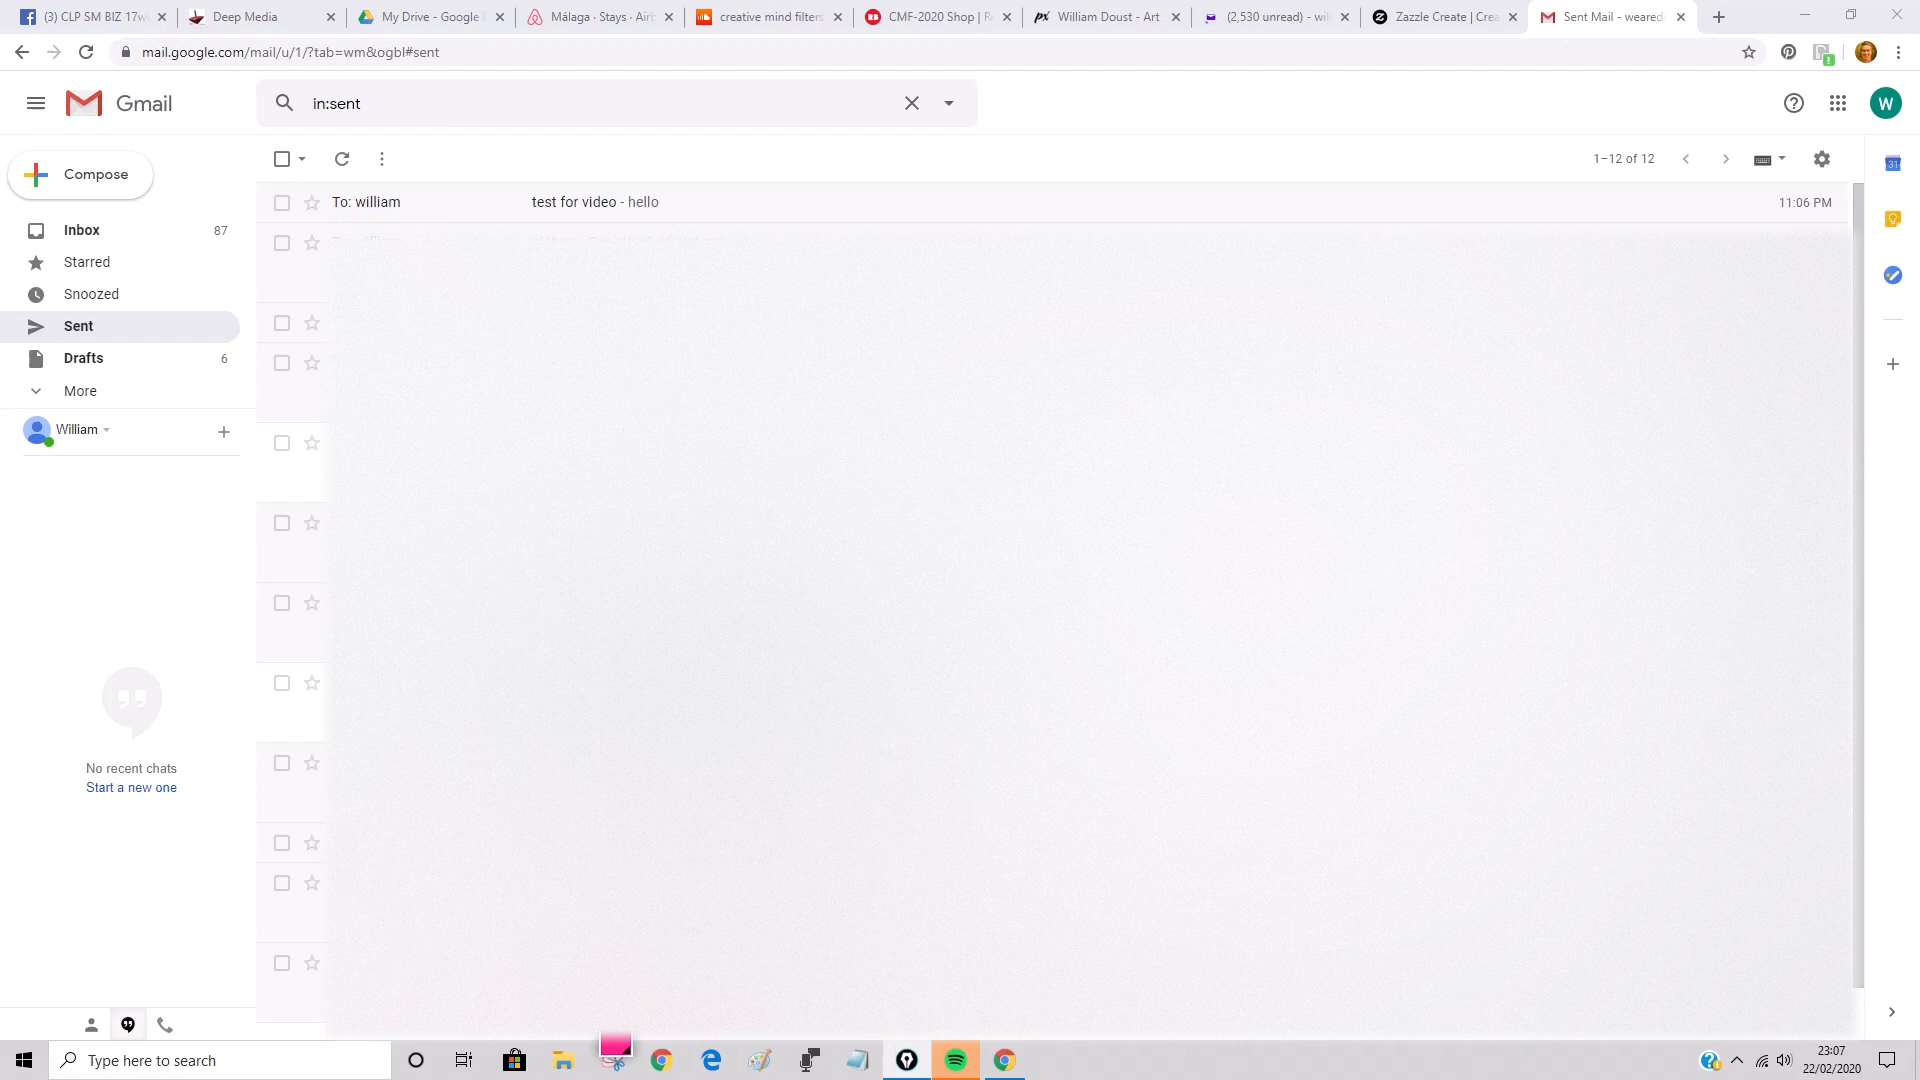 (3) CLP SM BIZ 17w
Deep Media
My Drive - Google
Málaga · Stays · Airb
creative mind filters
CMF-2020 Shop | R
William Doust - Art
(2,530 unread) - wil
Zazzle Create | Crea
Sent Mail - weared
mail.google.com/mail/u/1/?tab=wm&ogbl#sent
Gmail
in:sent
W
Compose
1–12 of 12
Inbox 87
To: william test for video - hello 11:06 PM
Starred
Snoozed
Sent
Drafts 6
More
William
No recent chats
Start a new one
Type here to search
23:07
22/02/2020